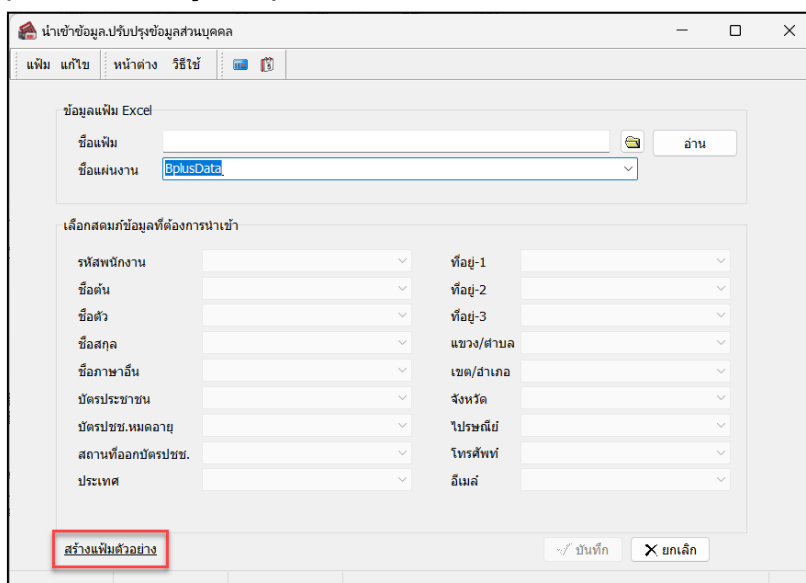 นำเข้าข้อมูล.ปรับปรุงข้อมูลส่วนบุคคล
แฟ้ม แก้ไข หน้าต่าง วิธีใช้
ข้อมูลแฟ้ม Excel
ชื่อแฟ้ม อ่าน
ชื่อแผ่นงาน BplusData
เลือกสดมภ์ข้อมูลที่ต้องการนำเข้า
รหัสพนักงาน ที่อยู่-1
ชื่อต้น ที่อยู่-2
ชื่อตัว ที่อยู่-3
ชื่อสกุล แขวง/ตำบล
ชื่อภาษาอื่น เขต/อำเภอ
บัตรประชาชน จังหวัด
บัตรปชช.หมดอายุ ไปรษณีย์
สถานที่ออกบัตรปชช. โทรศัพท์
ประเทศ อีเมล์
สร้างแฟ้มตัวอย่าง บันทึก ยกเลิก